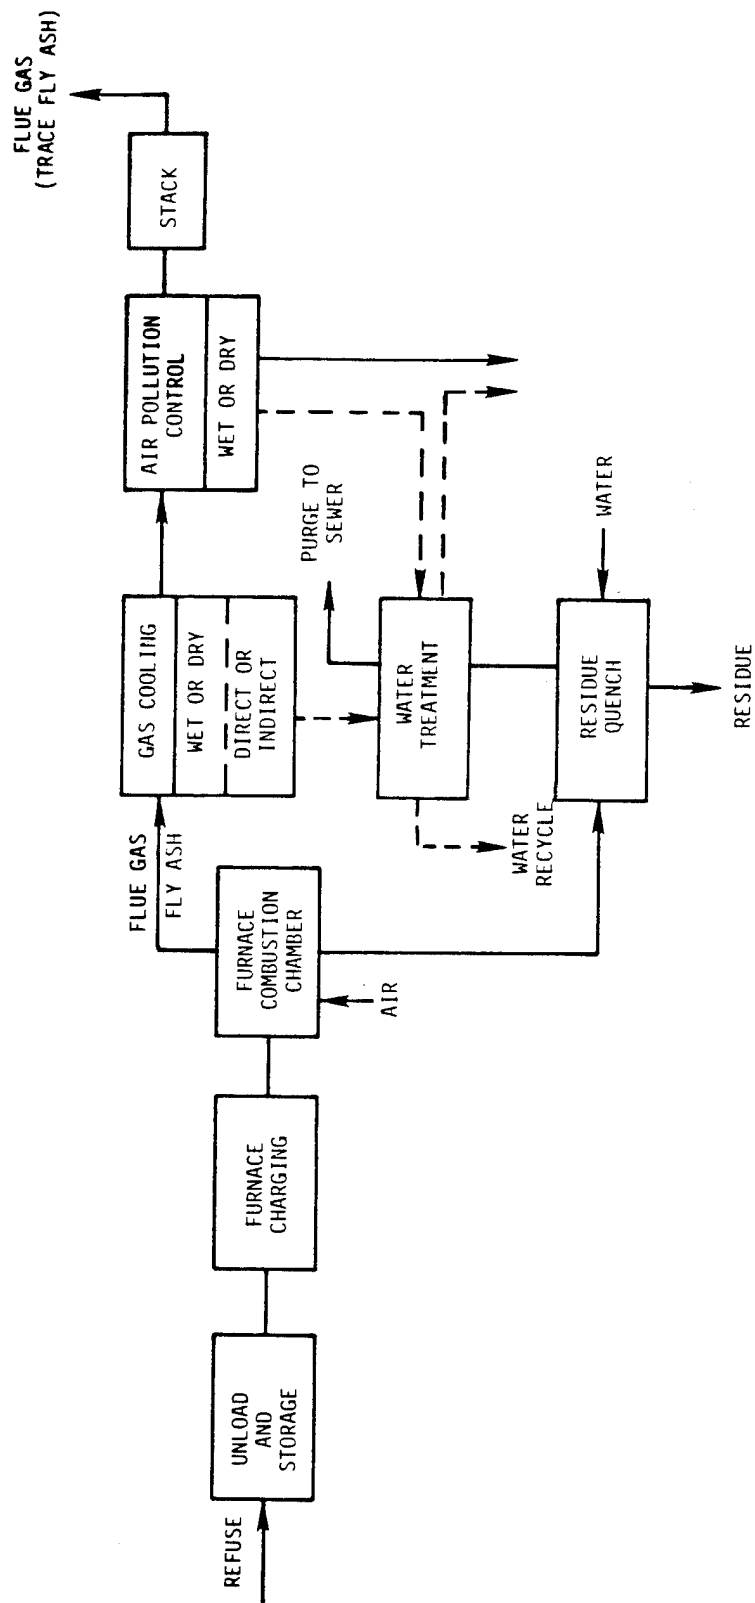 REFUSE
UNLOAD
AND
STORAGE
FURNACE
CHARGING
FURNACE
COMBUSTION
CHAMBER
AIR
FLUE GAS
FLY ASH
GAS COOLING
WET OR DRY
DIRECT OR
INDIRECT
AIR POLLUTION
CONTROL
WET OR DRY
STACK
FLUE GAS
(TRACE FLY ASH)
PURGE TO
SEWER
WATER
TREATMENT
WATER
RECYCLE
RESIDUE
QUENCH
WATER
RESIDUE